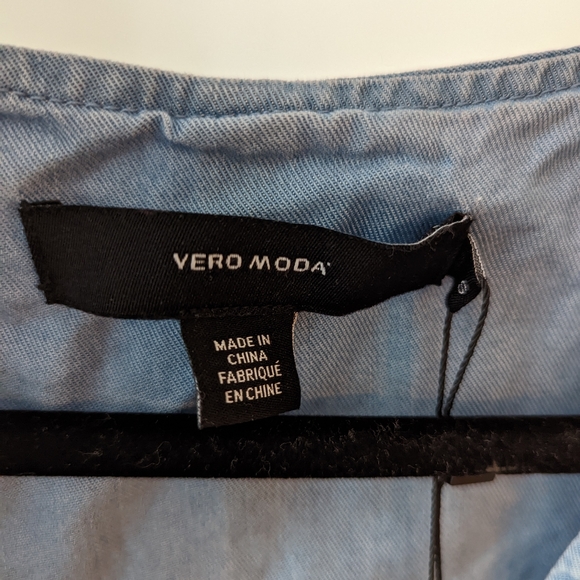 VERO MODA
MADE IN
CHINA
FABRIQUÉ
EN CHINE